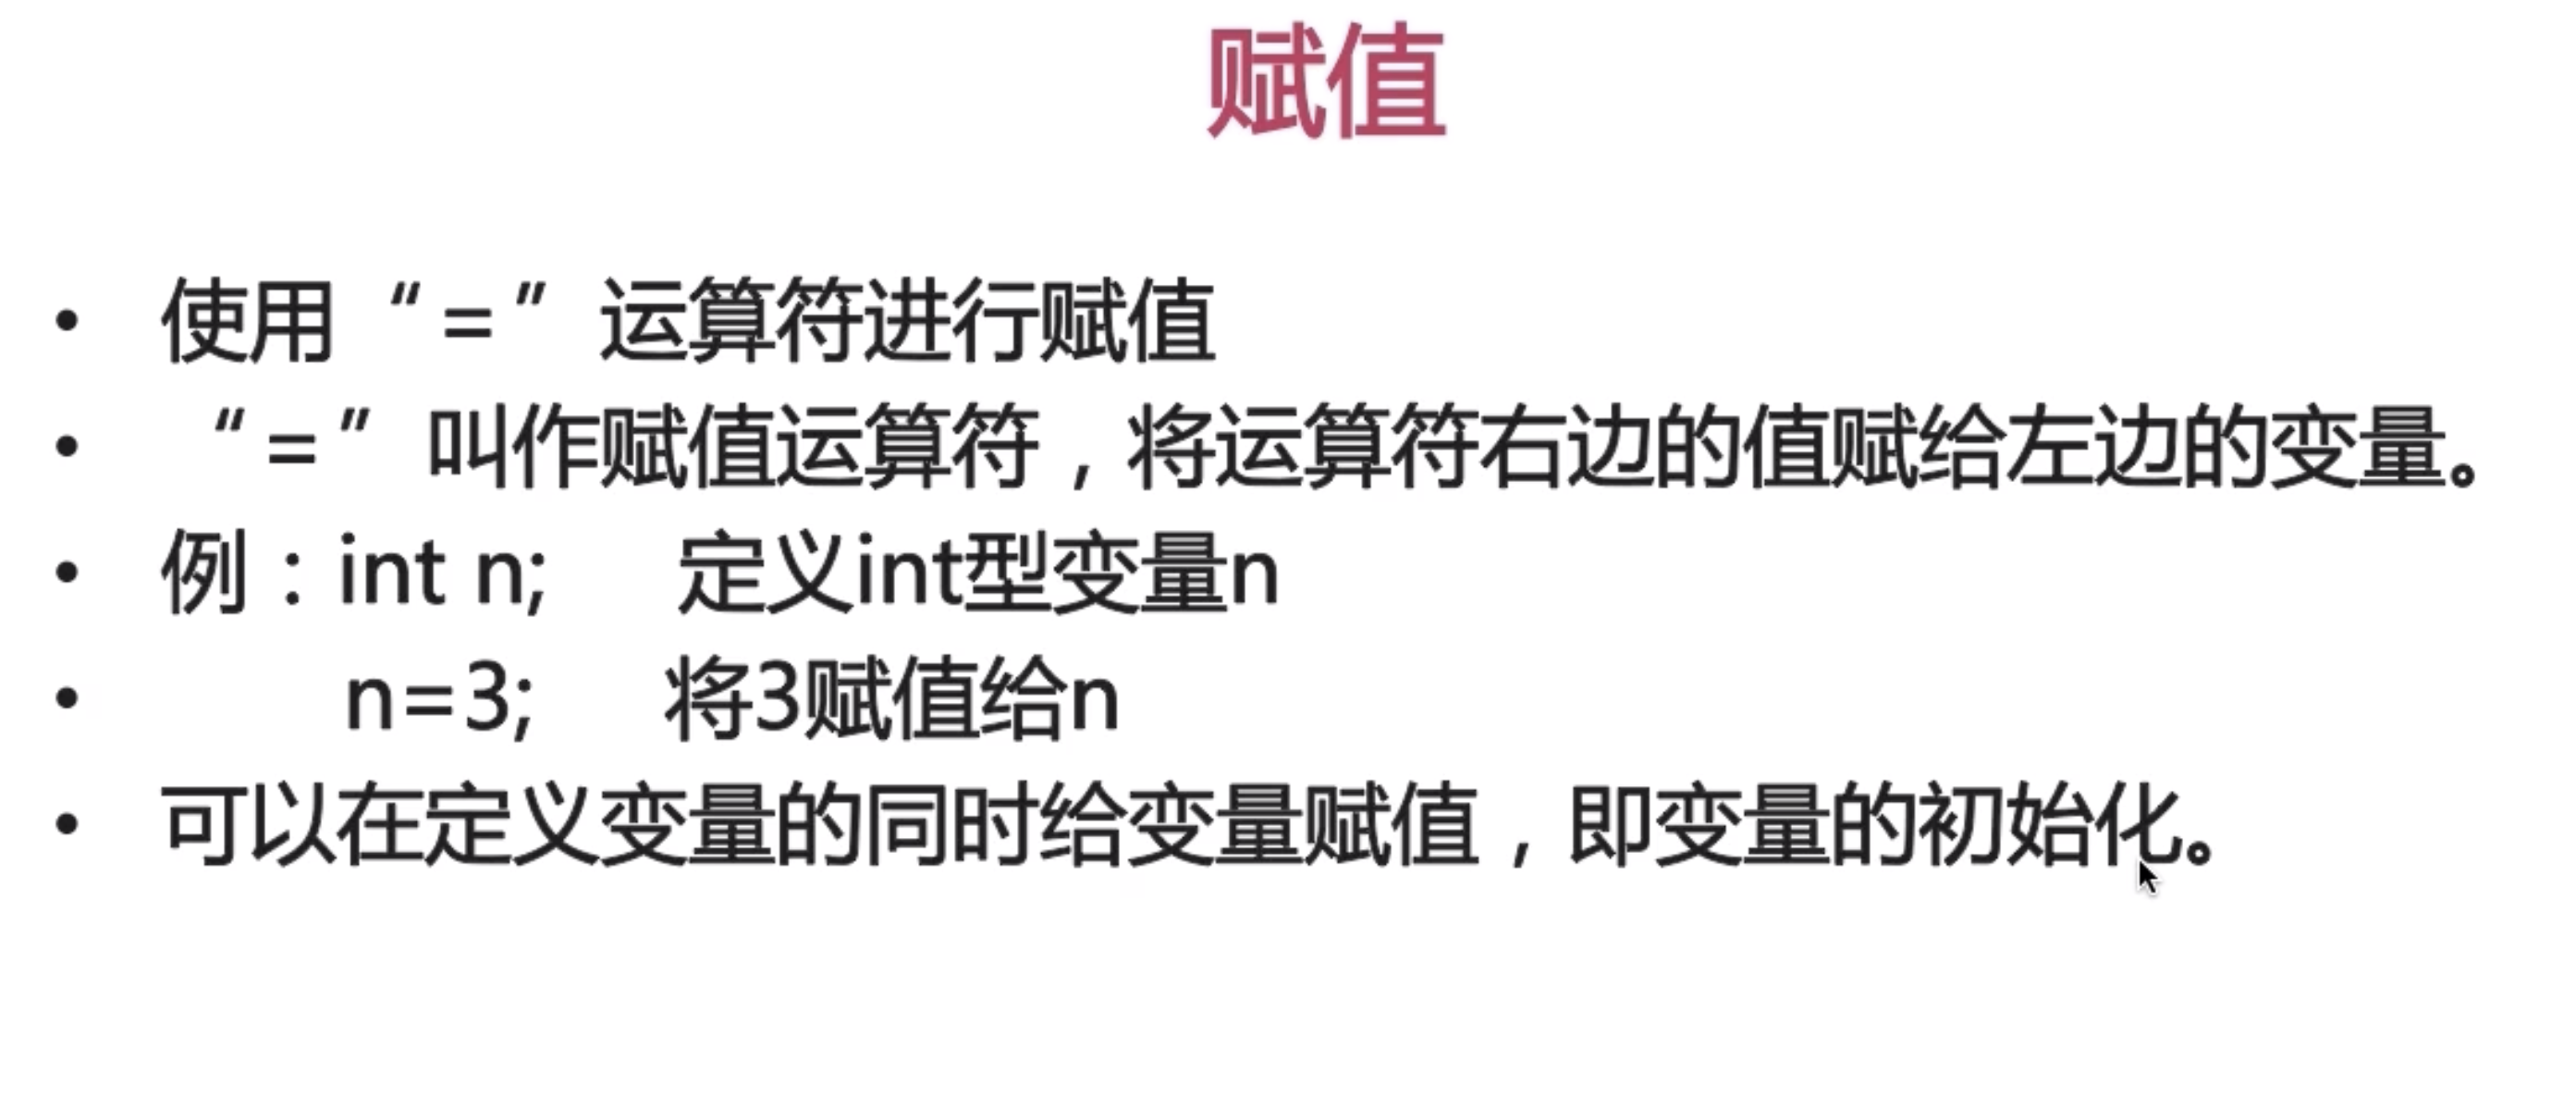 赋值
• 使用“=”运算符进行赋值
• “=”叫作赋值运算符，将运算符右边的值赋给左边的变量。
• 例：int n;  定义int型变量n
• n=3;  将3赋值给n
• 可以在定义变量的同时给变量赋值，即变量的初始化。